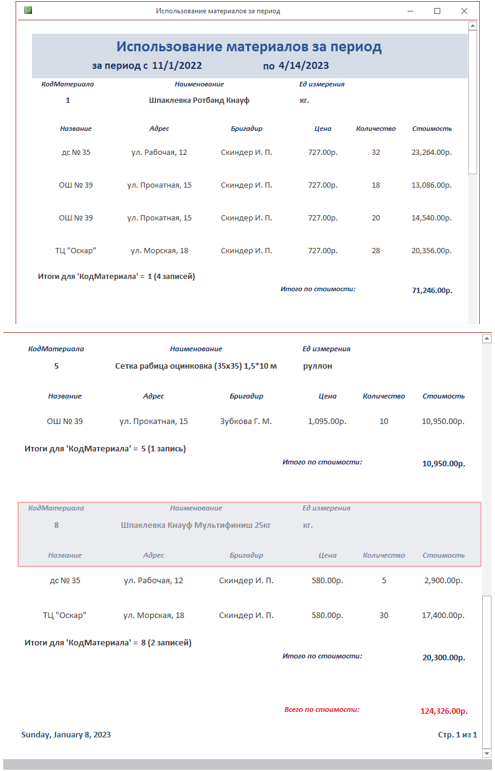 Использование материалов за период
Использование материалов за период
за период с 11/1/2022 по 4/14/2023
КодМатериала Наименование Ед измерения
1 Шпаклевка Ротбанд Кнауф кг.
Название Адрес Бригадир Цена Количество Стоимость
дс № 35 ул. Рабочая, 12 Скиндер И. П. 727.00р. 32 23,264.00р.
ОШ № 39 ул. Прокатная, 15 Скиндер И. П. 727.00р. 18 13,086.00р.
ОШ № 39 ул. Прокатная, 15 Скиндер И. П. 727.00р. 20 14,540.00р.
ТЦ "Оскар" ул. Морская, 18 Скиндер И. П. 727.00р. 28 20,356.00р.
Итоги для 'КодМатериала' = 1 (4 записей)
Итого по стоимости: 71,246.00р.
КодМатериала Наименование Ед измерения
5 Сетка рабица оцинковка (35х35) 1,5*10 м руллон
Название Адрес Бригадир Цена Количество Стоимость
ОШ № 39 ул. Прокатная, 15 Зубкова Г. М. 1,095.00р. 10 10,950.00р.
Итоги для 'КодМатериала' = 5 (1 запись)
Итого по стоимости: 10,950.00р.
КодМатериала Наименование Ед измерения
8 Шпаклевка Кнауф Мультифиниш 25кг кг.
Название Адрес Бригадир Цена Количество Стоимость
дс № 35 ул. Рабочая, 12 Скиндер И. П. 580.00р. 5 2,900.00р.
ТЦ "Оскар" ул. Морская, 18 Скиндер И. П. 580.00р. 30 17,400.00р.
Итоги для 'КодМатериала' = 8 (2 записей)
Итого по стоимости: 20,300.00р.
Всего по стоимости: 124,326.00р.
Sunday, January 8, 2023 Стр. 1 из 1